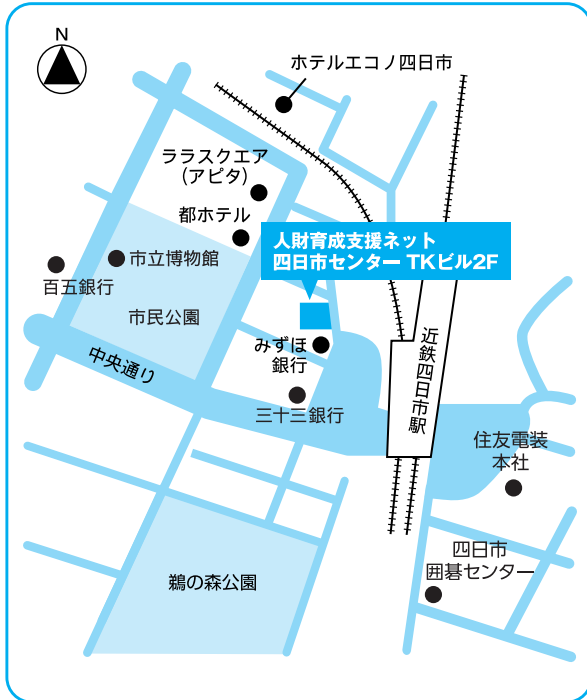 N
ホテルエコノ四日市
ララスクエア
(アピタ)
都ホテル
人財育成支援ネット
四日市センター TKビル2F
市立博物館
百五銀行
市民公園
みずほ
銀行
近鉄四日市駅
中央通り
三十三銀行
住友電装
本社
四日市
囲碁センター
鵜の森公園